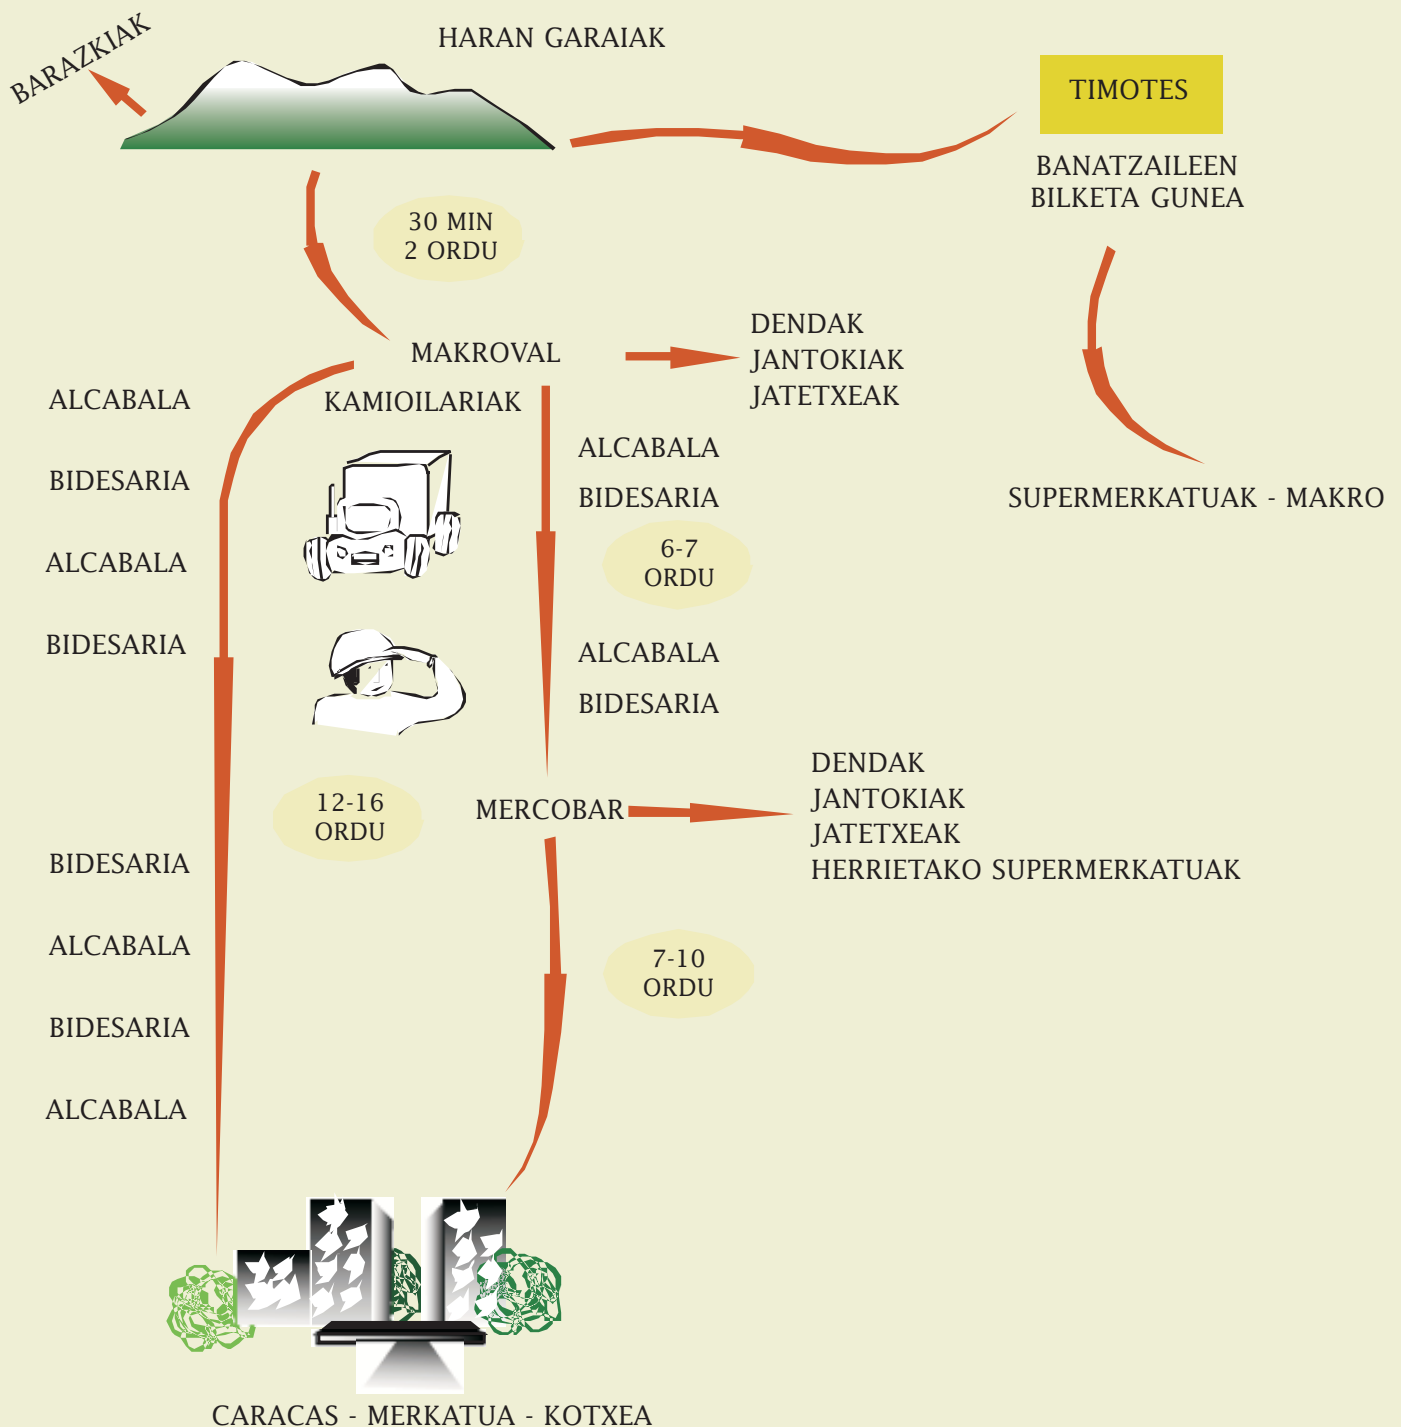 BARAZKIAK
HARAN GARAIAK
TIMOTES
BANATZAILEEN
BILKETA GUNEA
30 MIN
2 ORDU
MAKROVAL
DENDAK
JANTOKIAK
JATETXEAK
KAMIOILARIAK
ALCABALA
BIDESARIA
ALCABALA
BIDESARIA
ALCABALA
BIDESARIA
6-7
ORDU
ALCABALA
BIDESARIA
SUPERMERKATUAK - MAKRO
12-16
ORDU
MERCOBAR
DENDAK
JANTOKIAK
JATETXEAK
HERRIETAKO SUPERMERKATUAK
BIDESARIA
ALCABALA
BIDESARIA
ALCABALA
7-10
ORDU
CARACAS - MERKATUA - KOTXEA